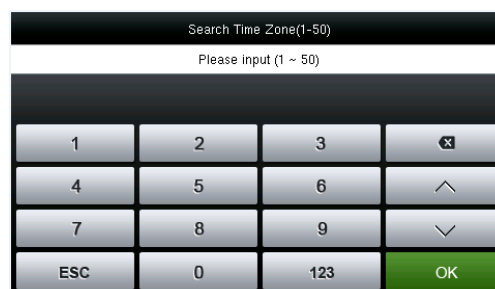 Search Time Zone(1-50)
Please input (1 ~ 50)
1 2 3
4 5 6
7 8 9
ESC 0 123 OK